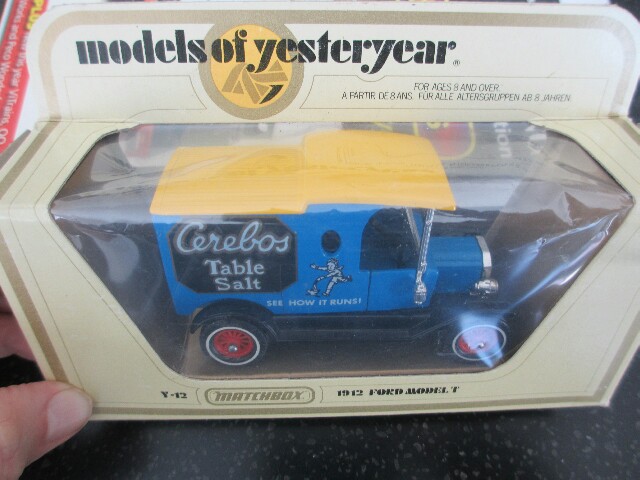 models of yesteryear®
FOR AGES 8 AND OVER.
A PARTIR DE 8 ANS. FÜR ALLE ALTERSGRUPPEN AB 8 JAHREN.
Cerebos
Table
Salt
SEE HOW IT RUNS!
Y-12 MATCHBOX 1912 FORD MODEL T